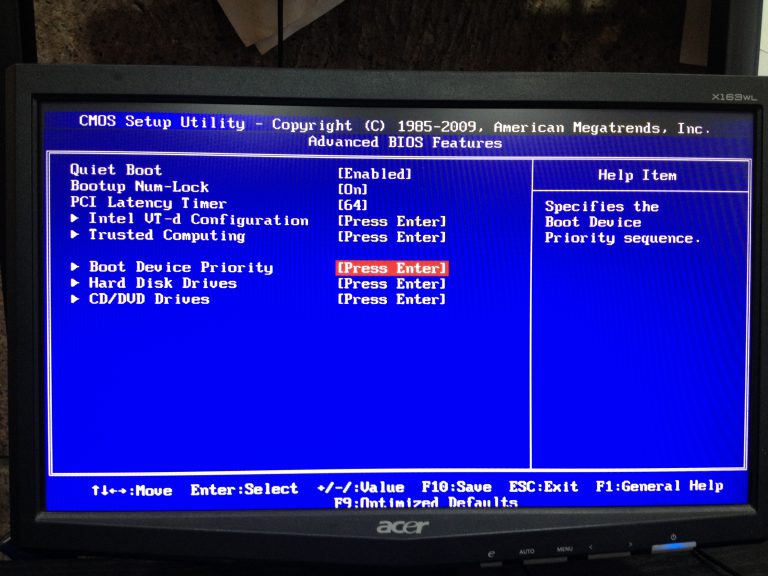 X163WL
CMOS Setup Utility - Copyright (C) 1985-2009, American Megatrends, Inc.
Advanced BIOS Features
Quiet Boot [Enabled]
Bootup Num-Lock [On]
PCI Latency Timer [64]
▶ Intel VT-d Configuration [Press Enter]
▶ Trusted Computing [Press Enter]
▶ Boot Device Priority [Press Enter]
▶ Hard Disk Drives [Press Enter]
▶ CD/DVD Drives [Press Enter]
Help Item
Specifies the
Boot Device
Priority sequence.
↑↓←→:Move Enter:Select +/-/:Value F10:Save ESC:Exit F1:General Help
F9:Optimized Defaults
acer
e AUTO MENU < >